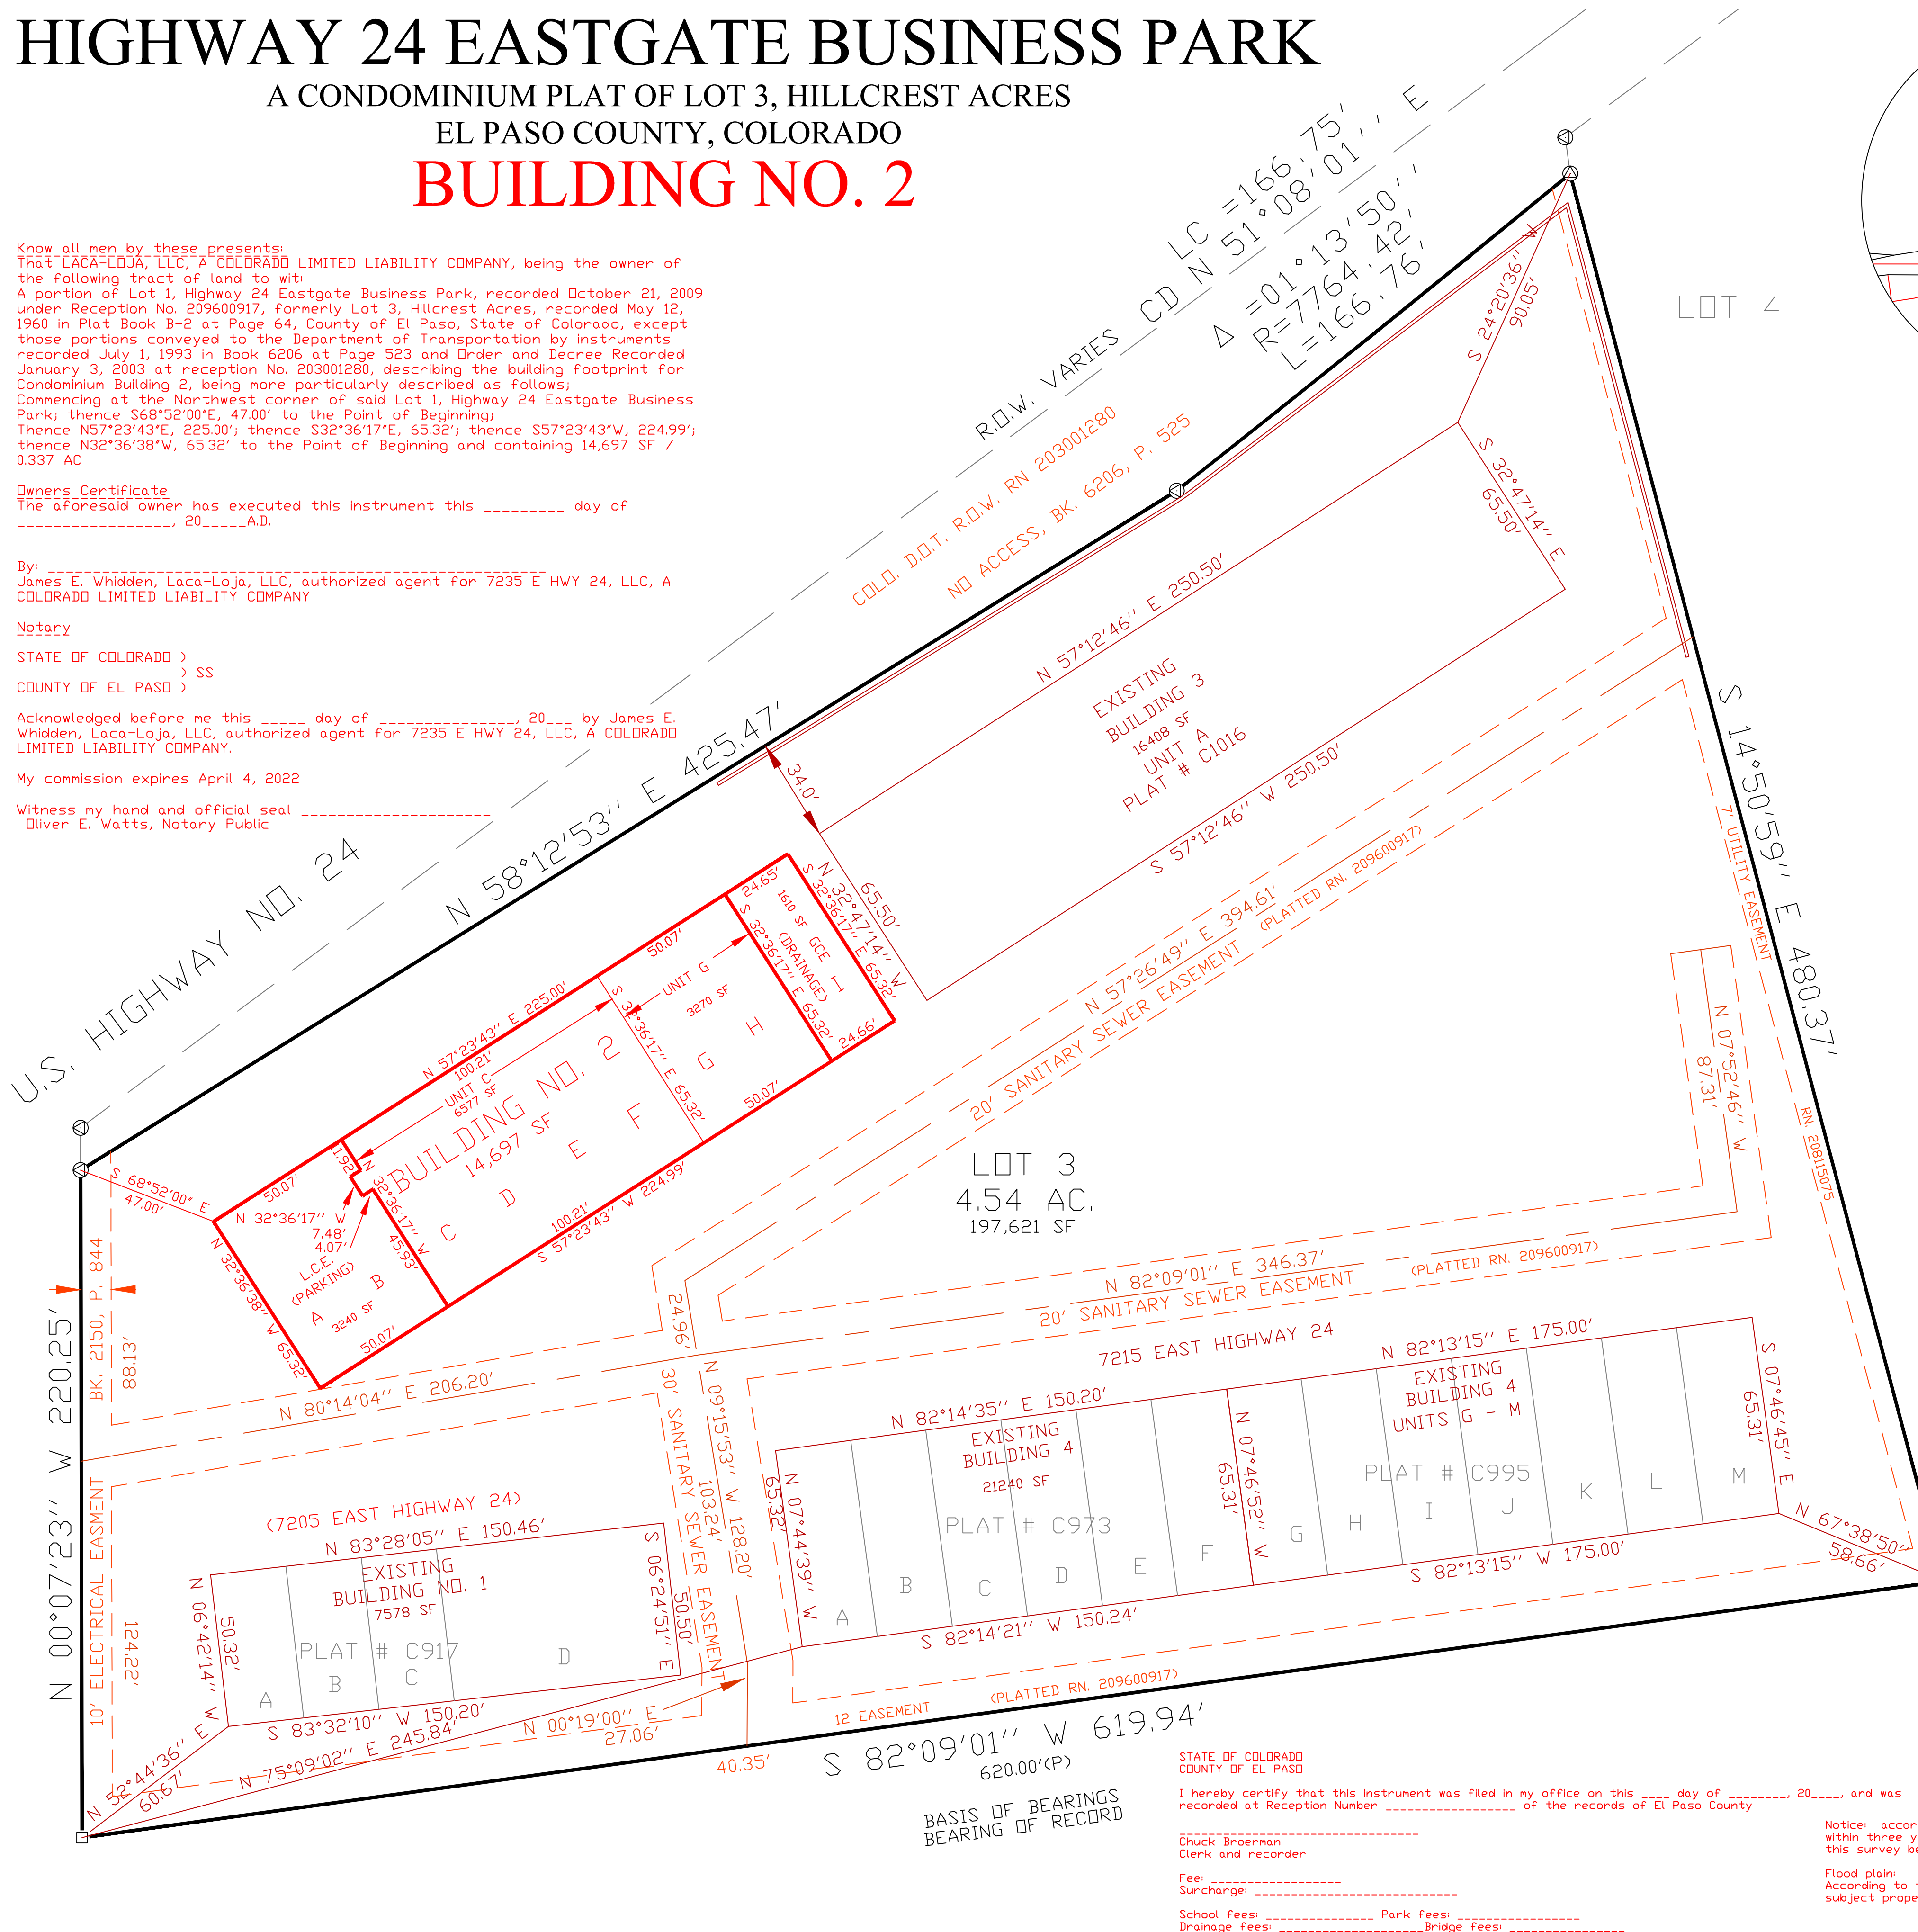 HIGHWAY 24 EASTGATE BUSINESS PARK
A CONDOMINIUM PLAT OF LOT 3, HILLCREST ACRES
EL PASO COUNTY, COLORADO
BUILDING NO. 2
Know all men by these presents:
That LACA-LOJA, LLC, A COLORADO LIMITED LIABILITY COMPANY, being the owner of
the following tract of land to wit:
A portion of Lot 1, Highway 24 Eastgate Business Park, recorded October 21, 2009
under Reception No. 209600917, formerly Lot 3, Hillcrest Acres, recorded May 12,
1960 in Plat Book B-2 at Page 64, County of El Paso, State of Colorado, except
those portions conveyed to the Department of Transportation by instruments
recorded July 1, 1993 in Book 6206 at Page 523 and Order and Decree Recorded
January 3, 2003 at reception No. 203001280, describing the building footprint for
Condominium Building 2, being more particularly described as follows;
Commencing at the Northwest corner of said Lot 1, Highway 24 Eastgate Business
Park; thence S68°52'00"E, 47.00' to the Point of Beginning;
Thence N57°23'43"E, 225.00'; thence S32°36'17"E, 65.32'; thence S57°23'43"W, 224.99';
thence N32°36'38"W, 65.32' to the Point of Beginning and containing 14,697 SF /
0.337 AC
Owners Certificate
The aforesaid owner has executed this instrument this _________ day of
_________________, 20_____A.D.
By: _______________________________________________________
James E. Whidden, Laca-Loja, LLC, authorized agent for 7235 E HWY 24, LLC, A
COLORADO LIMITED LIABILITY COMPANY
Notary
STATE OF COLORADO )
) SS
COUNTY OF EL PASO )
Acknowledged before me this _____ day of _______________, 20___ by James E.
Whidden, Laca-Loja, LLC, authorized agent for 7235 E HWY 24, LLC, A COLORADO
LIMITED LIABILITY COMPANY.
My commission expires April 4, 2022
Witness my hand and official seal _____________________
Oliver E. Watts, Notary Public
LC =166.75'
CD N 51°08'01'' E
Δ =01°13'50''
R=7764.42'
L=166.76'
R.O.W. VARIES
COLO. D.O.T. R.O.W. RN 203001280
NO ACCESS, BK. 6206, P. 525
S 24°20'36'' W
90.05'
LOT 4
S 32°47'14'' E
65.50'
N 57°12'46'' E 250.50'
EXISTING
BUILDING 3
16408 SF
UNIT A
PLAT # C1016
S 57°12'46'' W 250.50'
34.0'
N 32°47'14'' W
65.50'
U.S. HIGHWAY NO. 24
N 58°12'53'' E 425.47'
S 14°50'59'' E 480.37'
7' UTILITY EASEMENT
RN. 208115075
N 57°26'49'' E 394.61'
20' SANITARY SEWER EASEMENT (PLATTED RN. 209600917)
N 07°52'46'' W
87.31'
24.65'
S 32°36'17'' E 65.32'
1610 SF GCE
(DRAINAGE)
I
S 32°36'17'' E 65.32'
24.66'
50.07'
UNIT G
3270 SF
G
H
50.07'
S 32°36'17'' E 65.32'
N 57°23'43'' E 225.00'
100.21'
UNIT C
6577 SF
BUILDING NO. 2
14,697 SF
C
D
E
F
100.21'
S 57°23'43'' W 224.99'
11.92'
N 32°36'17'' W
45.93'
50.07'
N 32°36'17'' W
7.48'
4.07'
L.C.E.
(PARKING)
A
B
3240 SF
50.07'
N 32°36'38'' W 65.32'
S 68°52'00" E
47.00'
LOT 3
4.54 AC.
197,621 SF
BK. 2150, P. 844
88.13'
N 00°07'23'' W 220.25'
10' ELECTRICAL EASMENT
124.22'
N 80°14'04'' E 206.20'
24.96'
N 82°09'01'' E 346.37'
20' SANITARY SEWER EASEMENT
(PLATTED RN. 209600917)
N 09°15'53'' W 128.20'
103.24'
30' SANITARY SEWER EASEMENT
(7205 EAST HIGHWAY 24)
N 83°28'05'' E 150.46'
EXISTING
BUILDING NO. 1
7578 SF
PLAT # C917
A
B
C
D
N 06°42'14'' W
50.32'
S 06°24'51'' E
50.50'
S 83°32'10'' W 150.20'
N 52°44'36'' E
60.67'
N 75°09'02'' E 245.84'
N 00°19'00'' E
27.06'
40.35'
7215 EAST HIGHWAY 24
N 82°14'35'' E 150.20'
N 82°13'15'' E 175.00'
EXISTING
BUILDING 4
21240 SF
PLAT # C973
A
B
C
D
E
F
EXISTING
BUILDING 4
UNITS G - M
PLAT # C995
G
H
I
J
K
L
M
N 07°44'39'' W
65.32'
N 07°46'52'' W
65.31'
S 07°46'45'' E
65.31'
S 82°14'21'' W 150.24'
S 82°13'15'' W 175.00'
N 67°38'50''
58.66'
12 EASEMENT
(PLATTED RN. 209600917)
S 82°09'01'' W 619.94'
620.00'(P)
BASIS OF BEARINGS
BEARING OF RECORD
STATE OF COLORADO
COUNTY OF EL PASO
I hereby certify that this instrument was filed in my office on this ____ day of ________, 20____, and was
recorded at Reception Number __________________ of the records of El Paso County
_________________________________
Chuck Broerman
Clerk and recorder
Fee: __________________
Surcharge: ____________________________
School fees: _______________ Park fees: _________________
Drainage fees: ____________________Bridge fees: ________________
Notice: accor
within three y
this survey be
Flood plain:
According to
subject prope